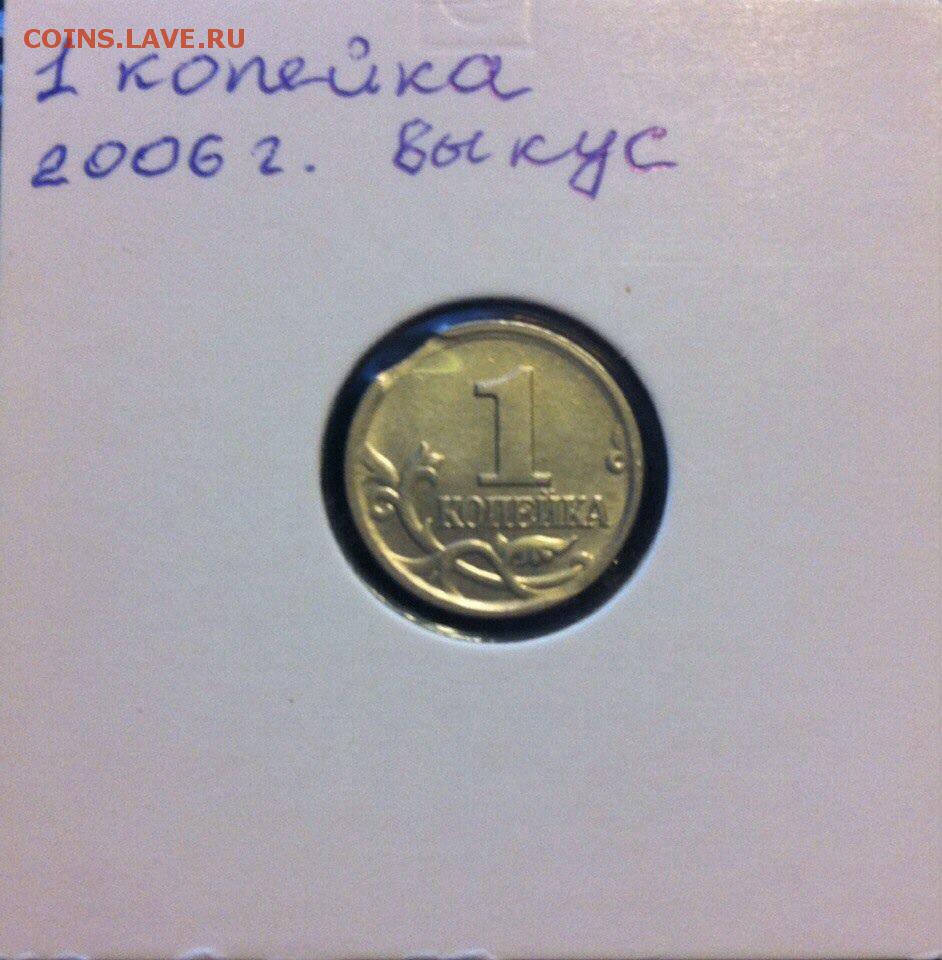 COINS.LAVE.RU
1 копейка
2006 г. выкус
1
КОПЕЙКА